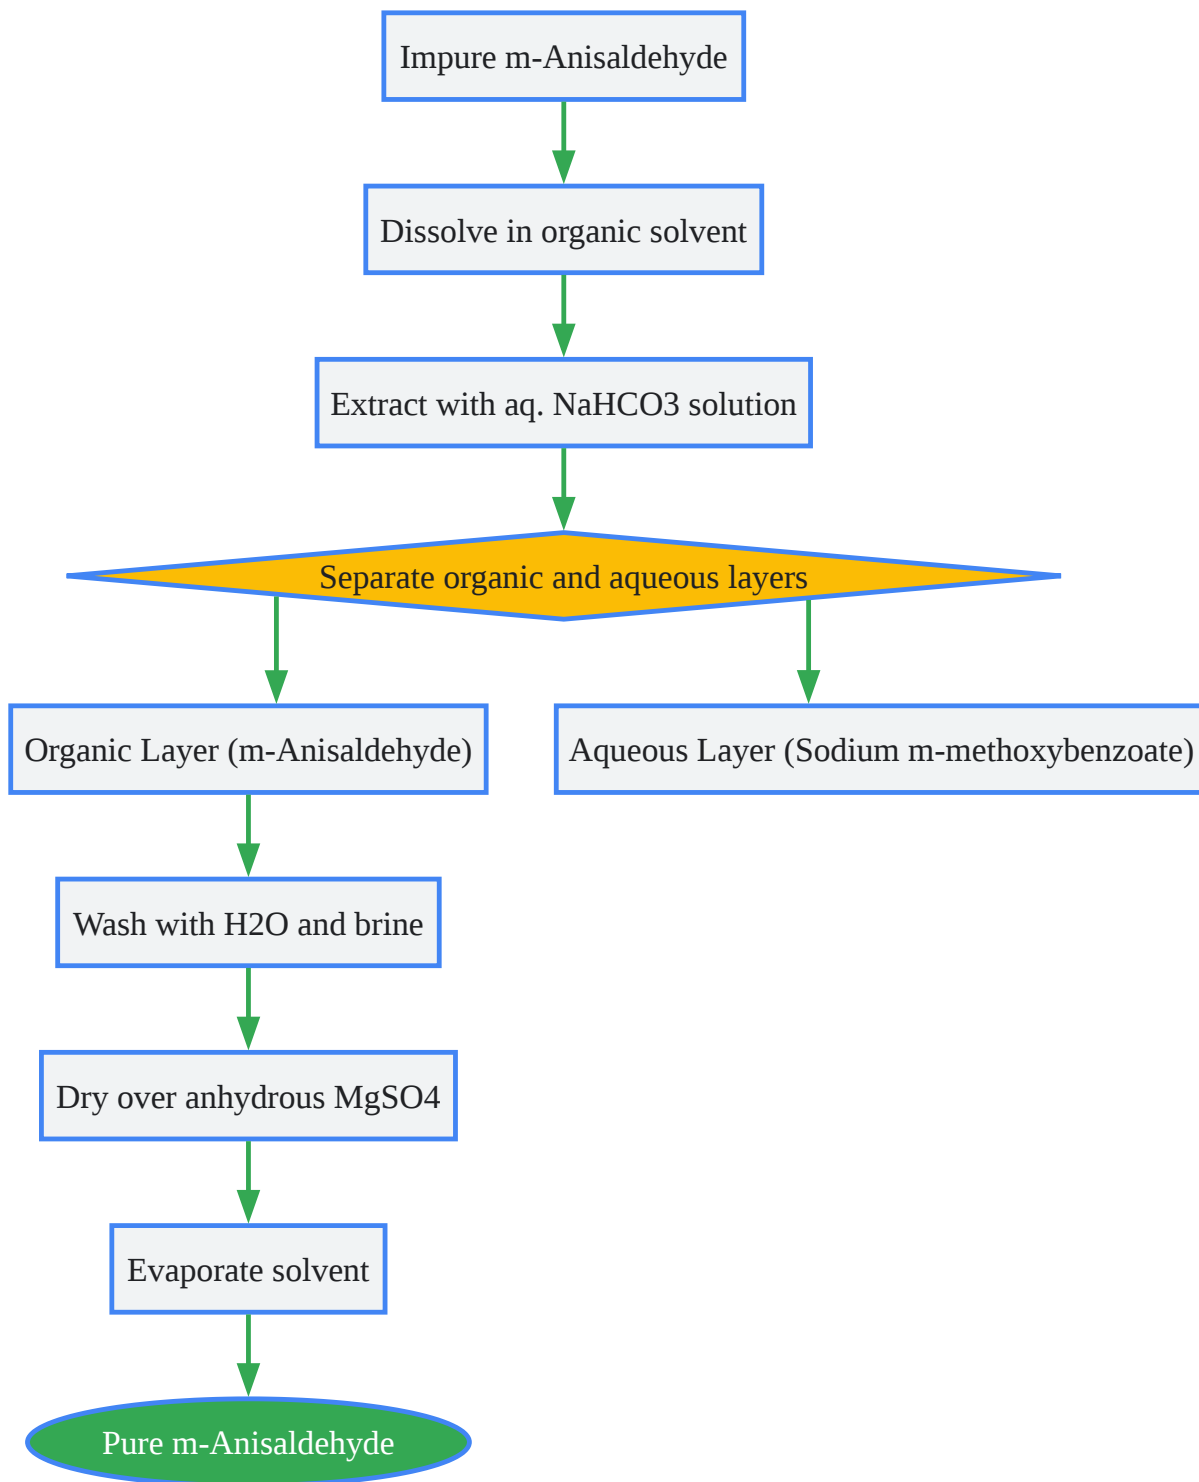 Impure m-Anisaldehyde
Dissolve in organic solvent
Extract with aq. NaHCO3 solution
Separate organic and aqueous layers
Organic Layer (m-Anisaldehyde)
Aqueous Layer (Sodium m-methoxybenzoate)
Wash with H2O and brine
Dry over anhydrous MgSO4
Evaporate solvent
Pure m-Anisaldehyde